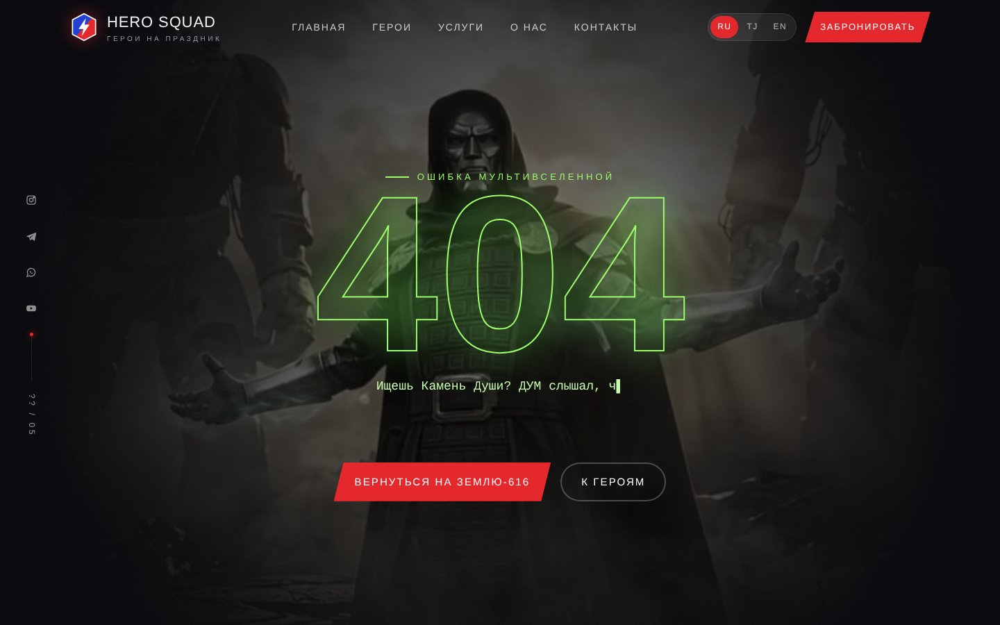 HERO SQUAD
ГЕРОИ НА ПРАЗДНИК
ГЛАВНАЯ ГЕРОИ УСЛУГИ О НАС КОНТАКТЫ
RU TJ EN
ЗАБРОНИРОВАТЬ
ОШИБКА МУЛЬТИВСЕЛЕННОЙ
404
Ищешь Камень Души? ДУМ слышал, ч
?? / 05
ВЕРНУТЬСЯ НА ЗЕМЛЮ-616
К ГЕРОЯМ